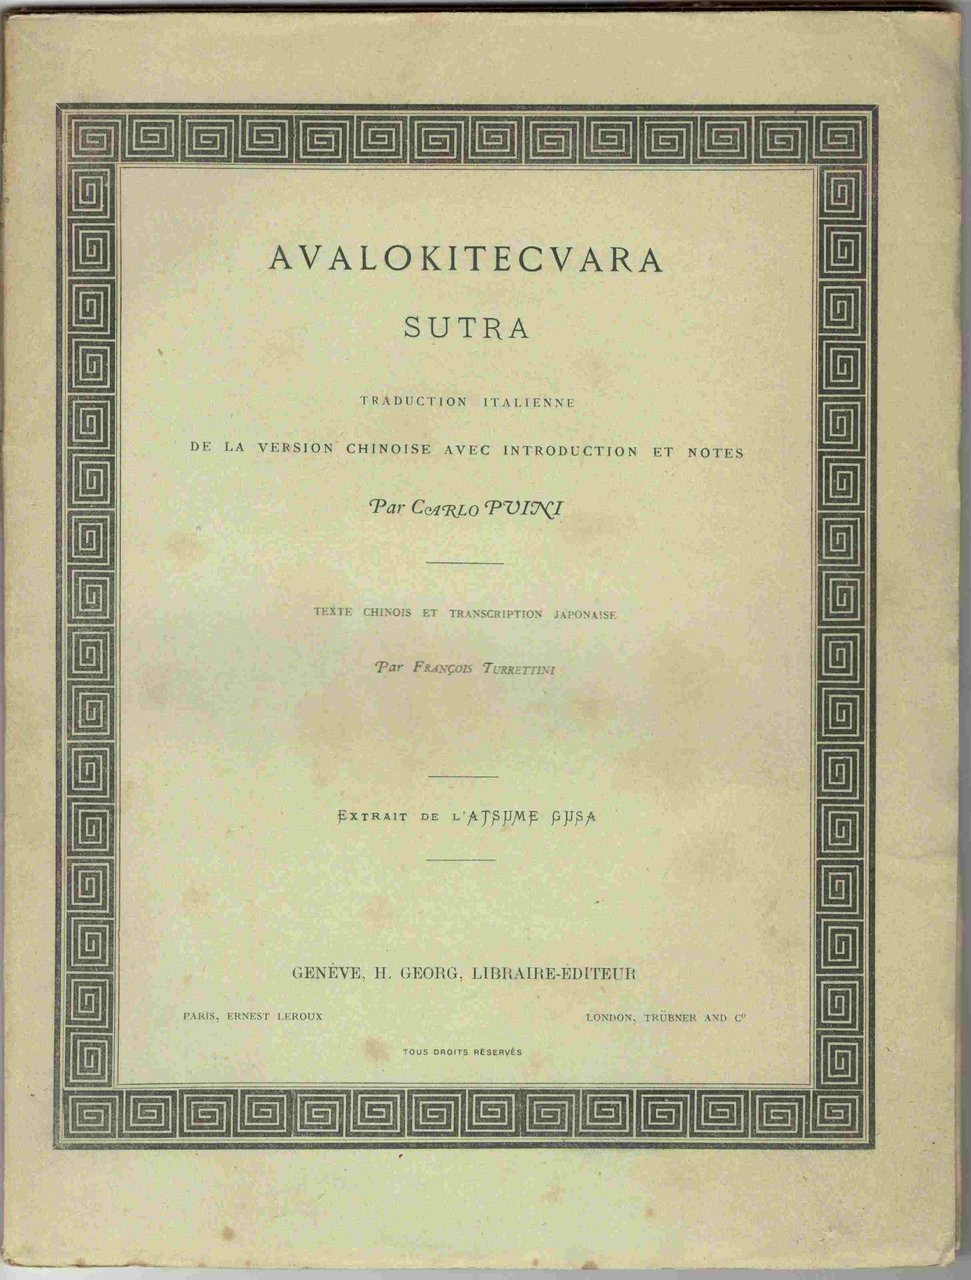 AVALOKITECVARA
SUTRA
TRADUCTION ITALIENNE
DE LA VERSION CHINOISE AVEC INTRODUCTION ET NOTES
Par CARLO PUINI
TEXTE CHINOIS ET TRANSCRIPTION JAPONAISE
Par FRANÇOIS TURRETTINI
EXTRAIT DE L'ATSUME GUSA
GENÈVE, H. GEORG, LIBRAIRE-ÉDITEUR
PARIS, ERNEST LEROUX
LONDON, TRÜBNER AND Cº
TOUS DROITS RÉSERVÉS